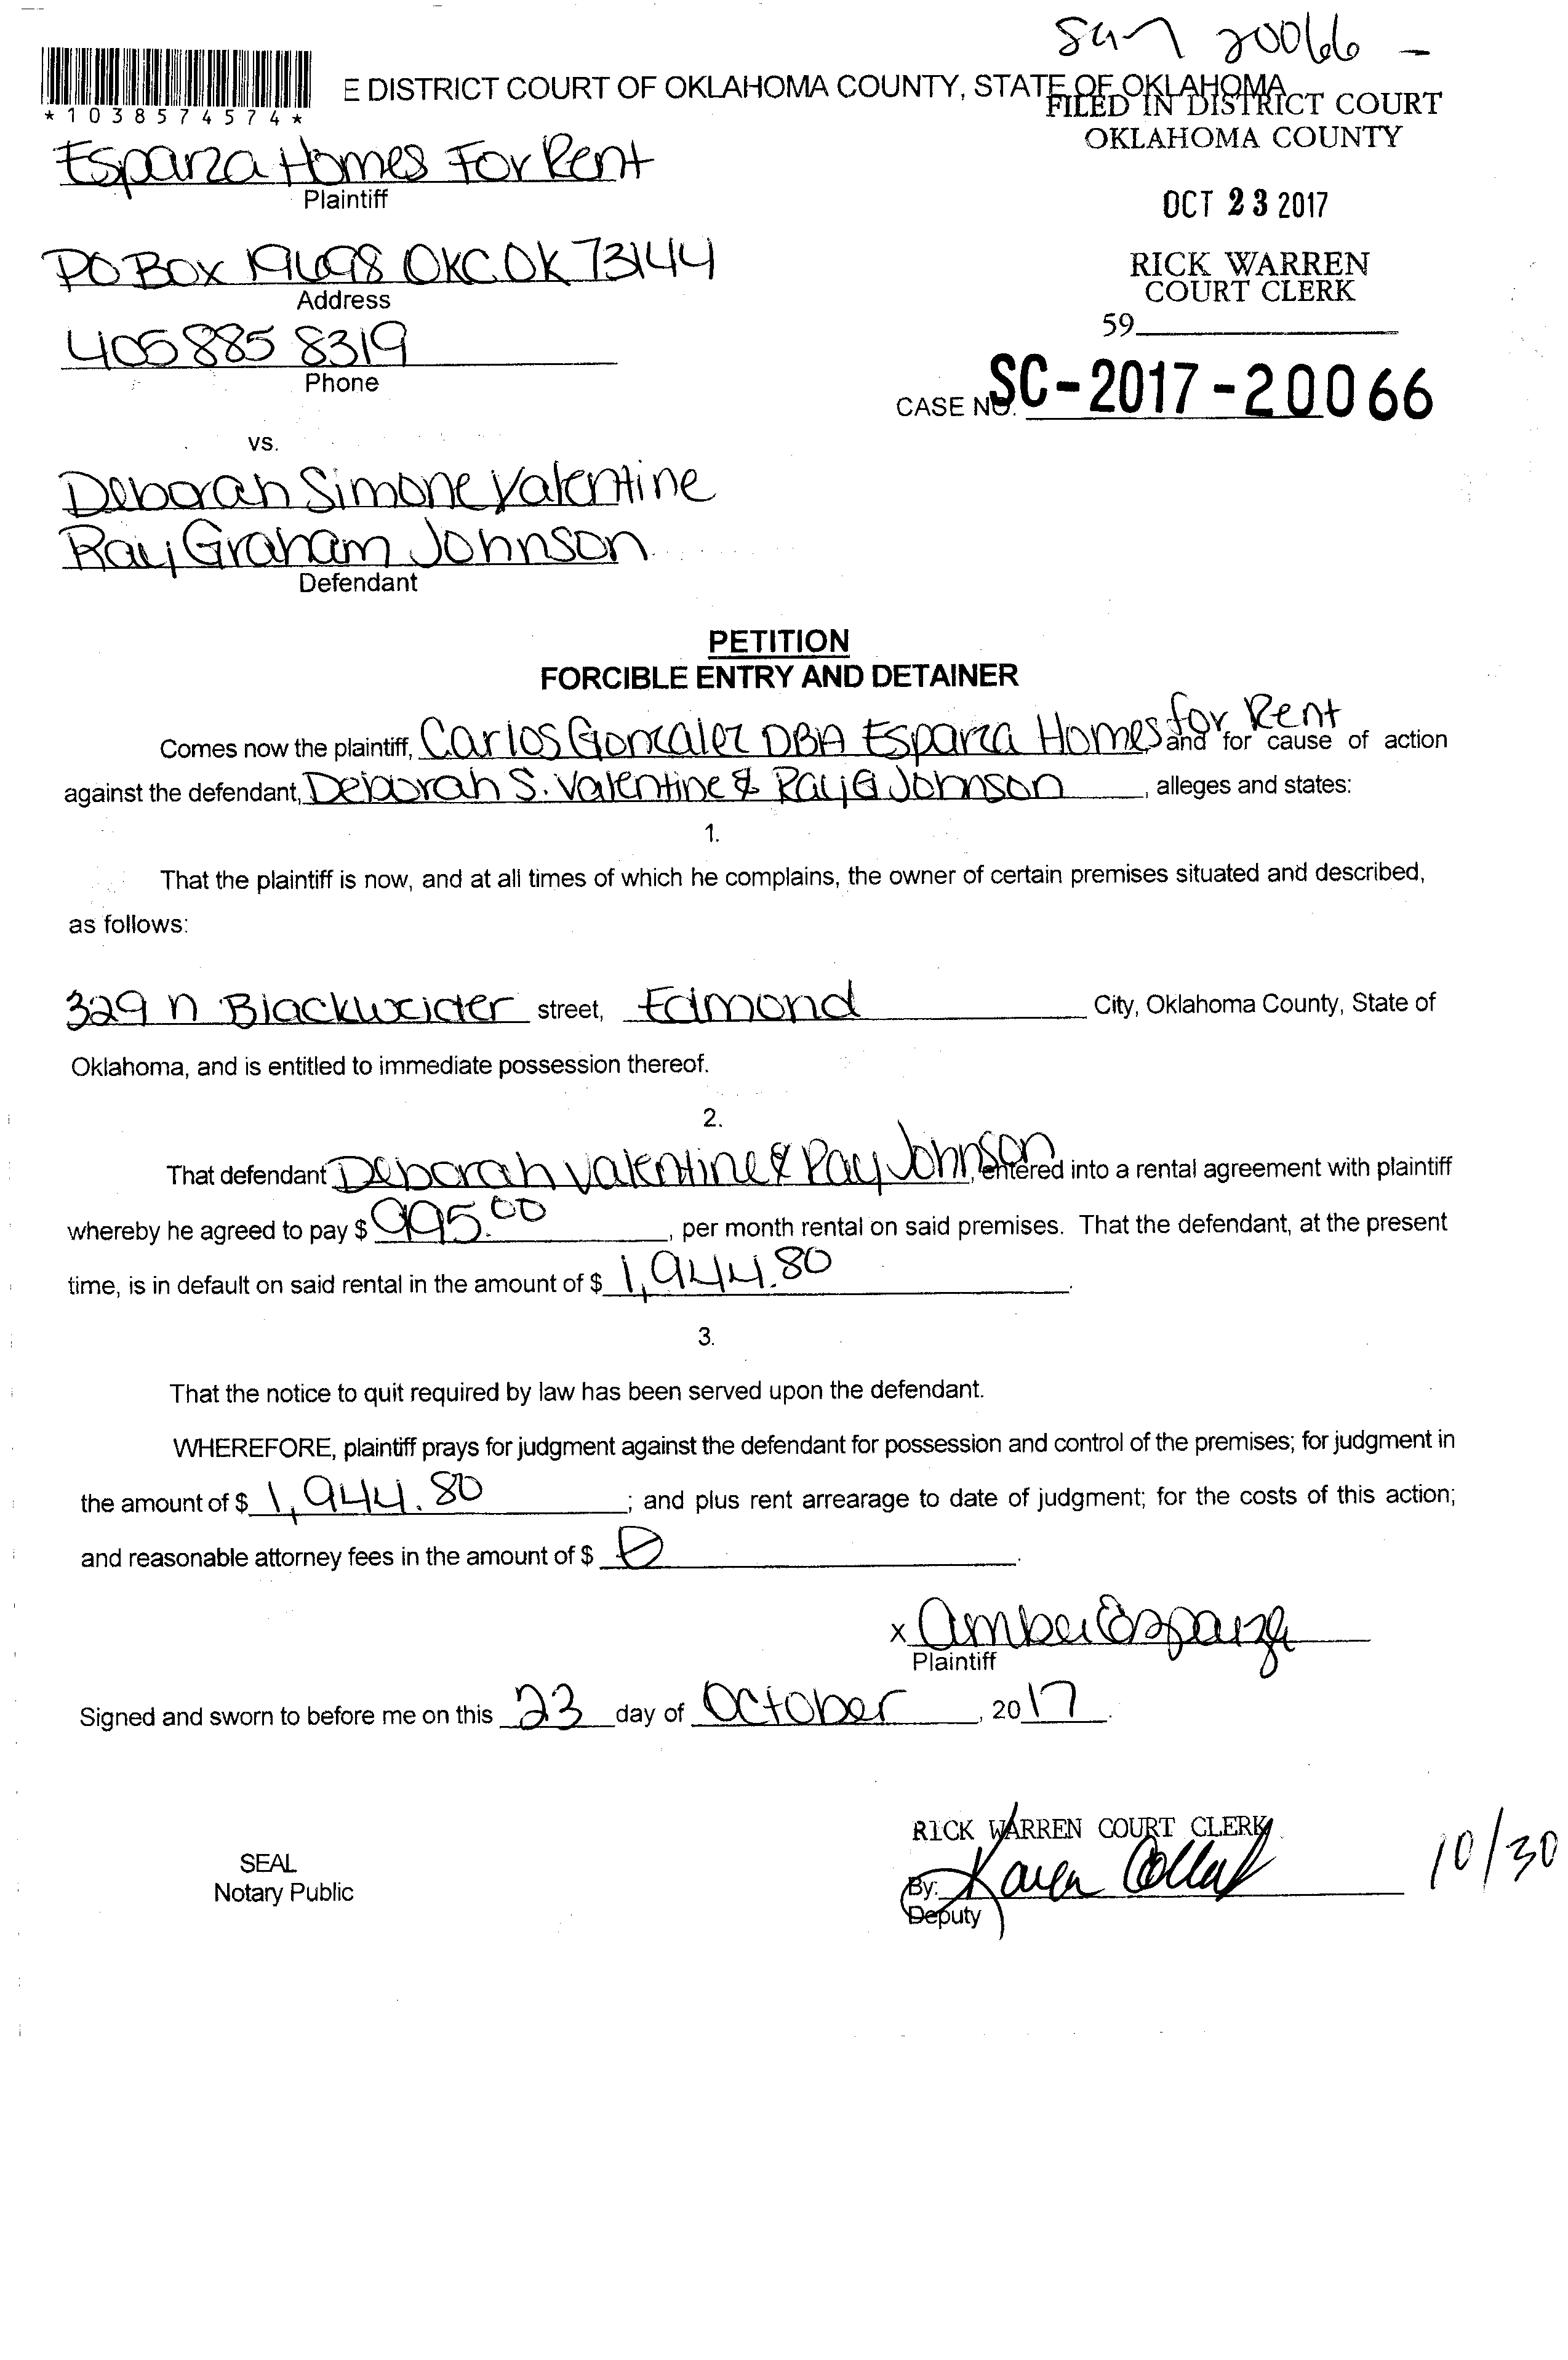 20066 -
*1038574574*
E DISTRICT COURT OF OKLAHOMA COUNTY, STATE OF OKLAHOMA
FILED IN DISTRICT COURT
OKLAHOMA COUNTY
Esparza Homes For Rent
Plaintiff
OCT 23 2017
PO BOX 19698 OKC OK 73144
Address
RICK WARREN
COURT CLERK
405 885 8319
Phone
59
CASE NO. SC-2017-20066
vs.
Deborah Simone Valentine
Ray Graham Johnson
Defendant
PETITION
FORCIBLE ENTRY AND DETAINER
Comes now the plaintiff, Carlos Gonzalez DBA Esparza Homes for Rent and for cause of action
against the defendant, Deborah S. Valentine & Ray G Johnson, alleges and states:
1.
That the plaintiff is now, and at all times of which he complains, the owner of certain premises situated and described,
as follows:
329 N Blackwelder street, Edmond City, Oklahoma County, State of
Oklahoma, and is entitled to immediate possession thereof.
2.
That defendant Deborah Valentine & Ray Johnson, entered into a rental agreement with plaintiff
whereby he agreed to pay $ 995.00, per month rental on said premises. That the defendant, at the present
time, is in default on said rental in the amount of $ 1,944.80.
3.
That the notice to quit required by law has been served upon the defendant.
WHEREFORE, plaintiff prays for judgment against the defendant for possession and control of the premises; for judgment in
the amount of $ 1,944.80; and plus rent arrearage to date of judgment; for the costs of this action;
and reasonable attorney fees in the amount of $ 0.
x Amber Esparza
Plaintiff
Signed and sworn to before me on this 23 day of October, 2017.
RICK WARREN COURT CLERK
10/30
SEAL
Notary Public
By: Karen
Deputy